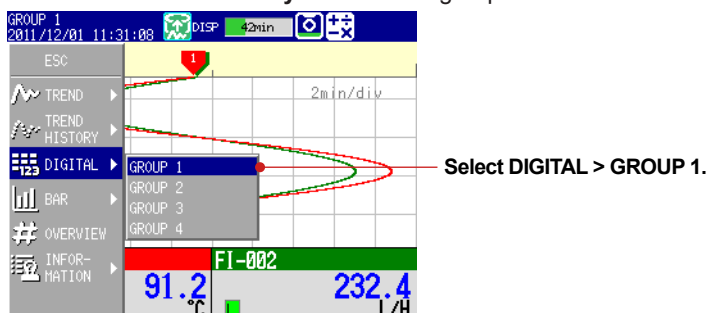 GROUP 1
2011/12/01 11:31:08 DISP 42min
ESC
1
TREND
2min/div
TREND
HISTORY
DIGITAL
GROUP 1
Select DIGITAL > GROUP 1.
GROUP 2
BAR
GROUP 3
OVERVIEW
GROUP 4
INFOR-
MATION
FI-002
91.2
232.4
°C
L/H